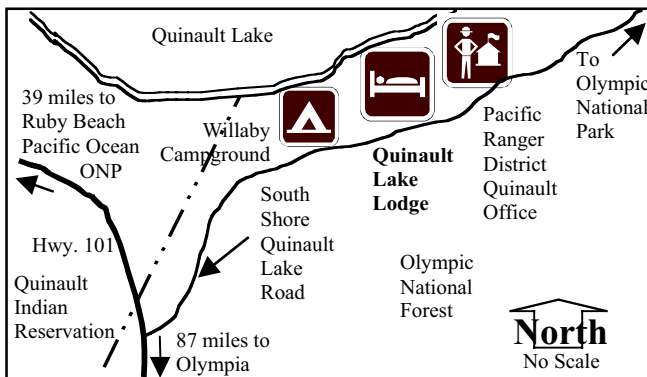 Quinault Lake
39 miles to
Ruby Beach
Pacific Ocean
ONP
Willaby
Campground
Quinault
Lake
Lodge
Pacific
Ranger
District
Quinault
Office
To
Olympic
National
Park
Hwy. 101
South
Shore
Quinault
Lake
Road
Quinault
Indian
Reservation
Olympic
National
Forest
87 miles to
Olympia
North
No Scale